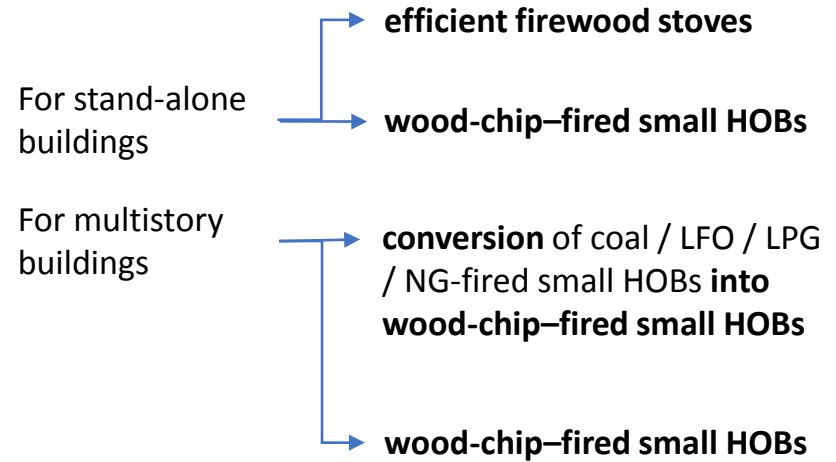 efficient firewood stoves
For stand-alone
buildings
wood-chip–fired small HOBs
For multistory
buildings
conversion of coal / LFO / LPG
/ NG-fired small HOBs into
wood-chip–fired small HOBs
wood-chip–fired small HOBs